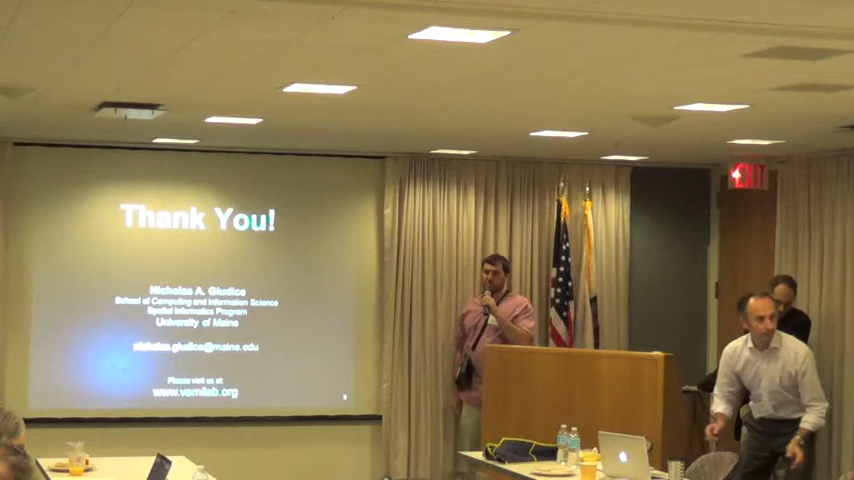 Thank You!
Nicholas A. Giudice
School of Computing and Information Science
Spatial Informatics Program
University of Maine
nicholas.giudice@maine.edu
Please visit us at:
www.vemilab.org
EXIT